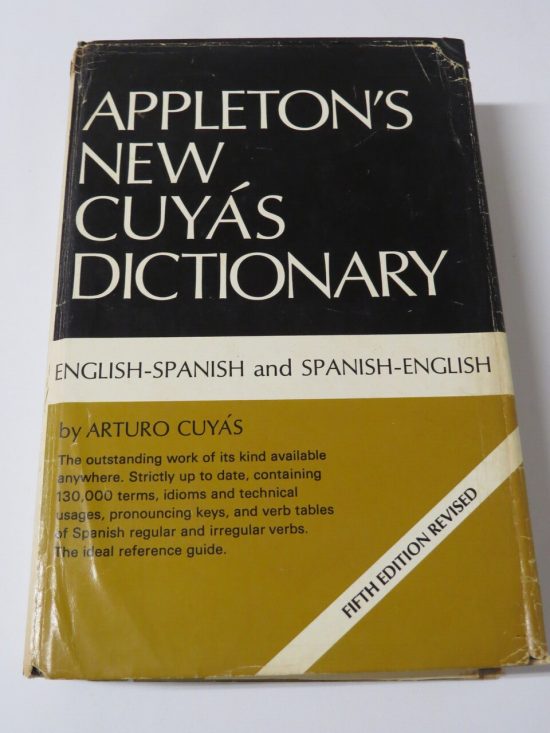 APPLETON'S
NEW
CUYÁS
DICTIONARY
ENGLISH-SPANISH and SPANISH-ENGLISH
by ARTURO CUYÁS
The outstanding work of its kind available
anywhere. Strictly up to date, containing
130,000 terms, idioms and technical
usages, pronouncing keys, and verb tables
of Spanish regular and irregular verbs.
The ideal reference guide.
FIFTH EDITION REVISED